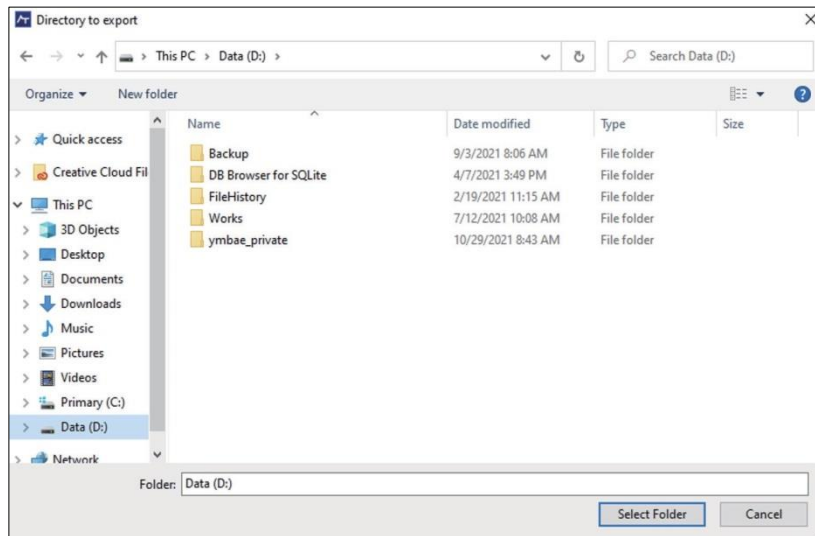 Directory to export
This PC > Data (D:) >
Search Data (D:)
Organize
New folder
Name
Date modified
Type
Size
Quick access
Creative Cloud Fil
This PC
3D Objects
Desktop
Documents
Downloads
Music
Pictures
Videos
Primary (C:)
Data (D:)
Network
Backup 9/3/2021 8:06 AM File folder
DB Browser for SQLite 4/7/2021 3:49 PM File folder
FileHistory 2/19/2021 11:15 AM File folder
Works 7/12/2021 10:08 AM File folder
ymbae_private 10/29/2021 8:43 AM File folder
Folder: Data (D:)
Select Folder
Cancel